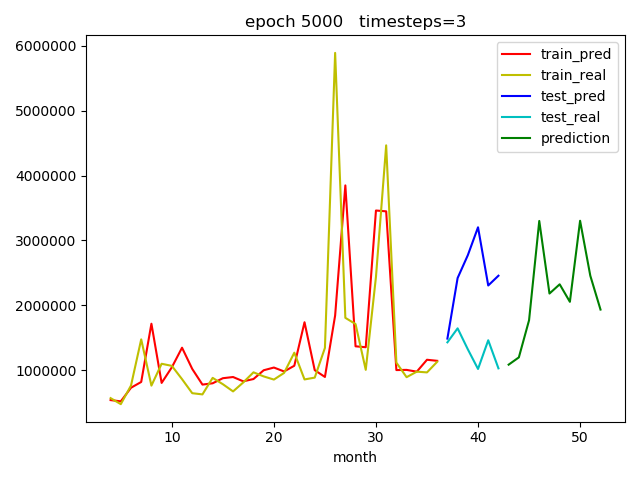 epoch 5000 timesteps=3
6000000
5000000
4000000
3000000
2000000
1000000
train_pred
train_real
test_pred
test_real
prediction
10 20 30 40 50
month